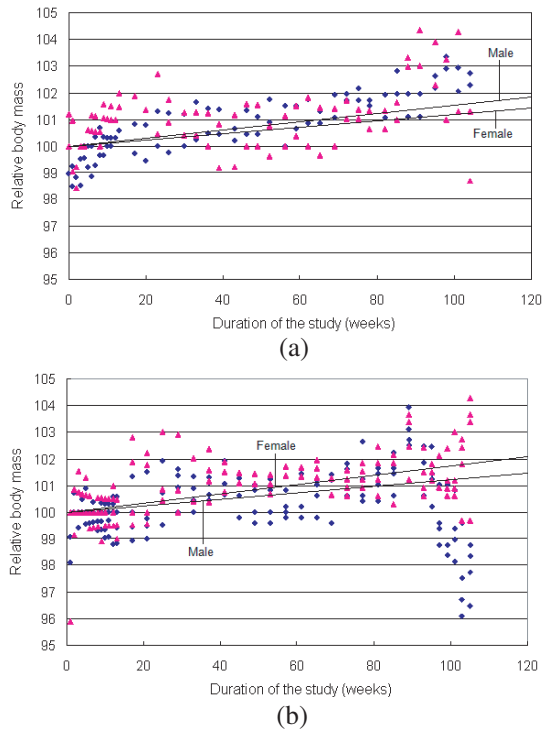 105
104
103
102
101
100
99
98
97
96
95
Relative body mass
Male
Female
0 20 40 60 80 100 120
Duration of the study (weeks)
(a)
105
104
103
102
101
100
99
98
97
96
95
Relative body mass
Female
Male
0 20 40 60 80 100 120
Duration of the study (weeks)
(b)